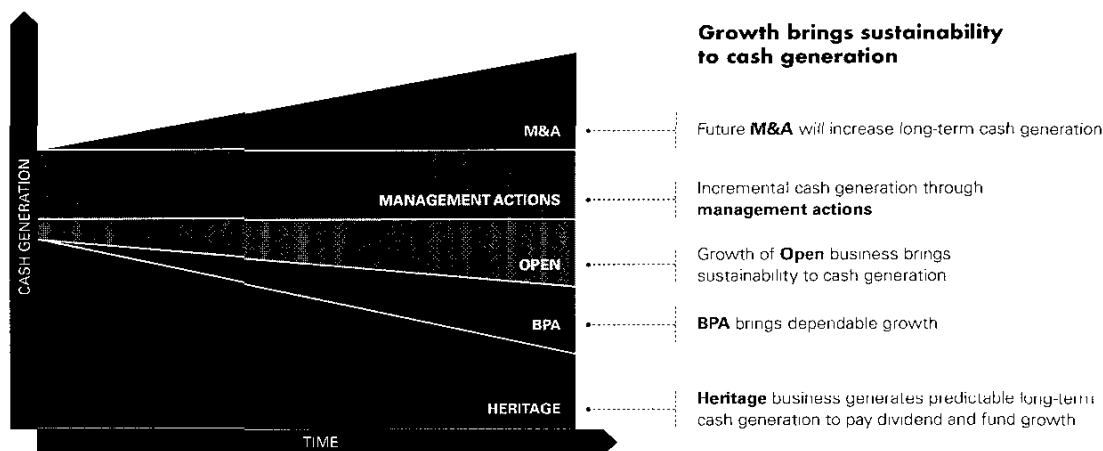 Growth brings sustainability
to cash generation
M&A
Future M&A will increase long-term cash generation
MANAGEMENT ACTIONS
Incremental cash generation through
management actions
OPEN
Growth of Open business brings
sustainability to cash generation
BPA
BPA brings dependable growth
HERITAGE
Heritage business generates predictable long-term
cash generation to pay dividend and fund growth
CASH GENERATION
TIME